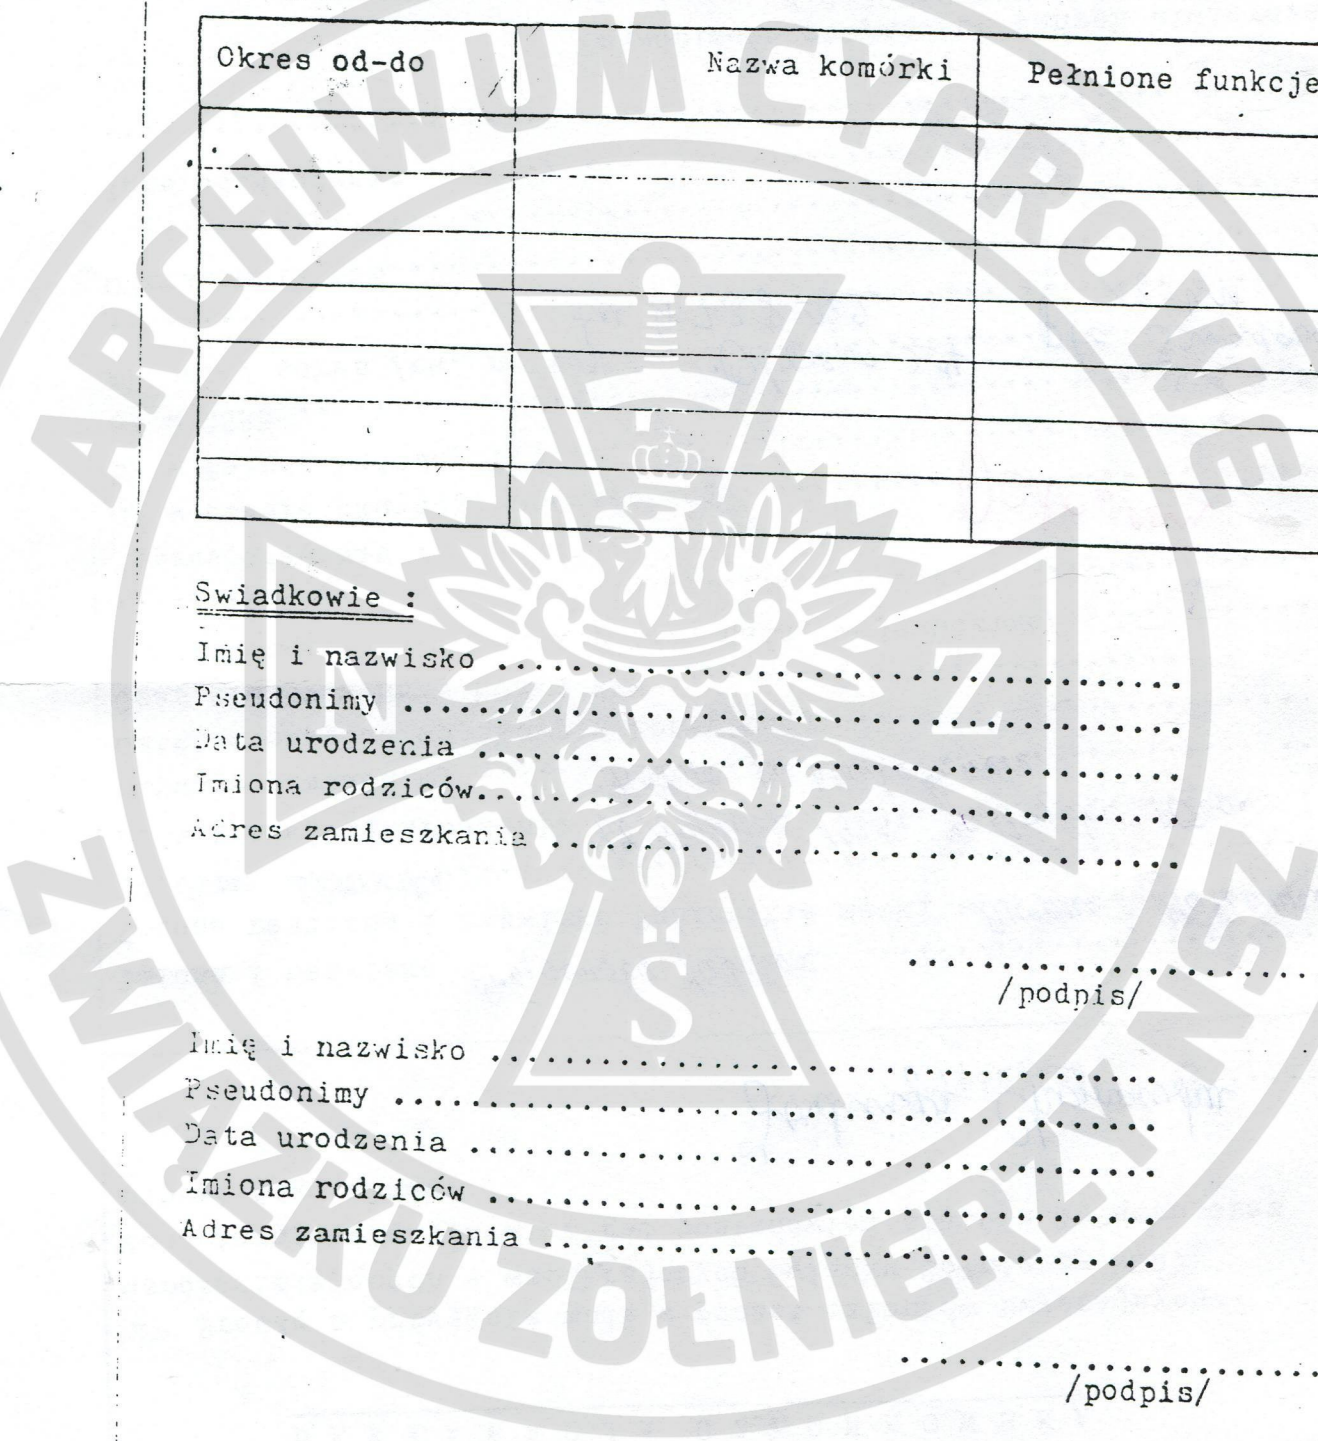 Okres od-do Nazwa komórki Pełnione funkcje
Swiadkowie :
Imię i nazwisko ........................................
Pseudonimy ........................................
Data urodzenia ........................................
Imiona rodziców........................................
Adres zamieszkania ........................................
........................
/podpis/
Imię i nazwisko ........................................
Pseudonimy ........................................
Data urodzenia ........................................
Imiona rodziców ........................................
Adres zamieszkania ........................................
........................
/podpis/
ARCHIWUM CYFROWE
ZWIĄZKU ŻOŁNIERZY NSZ
N Z
S